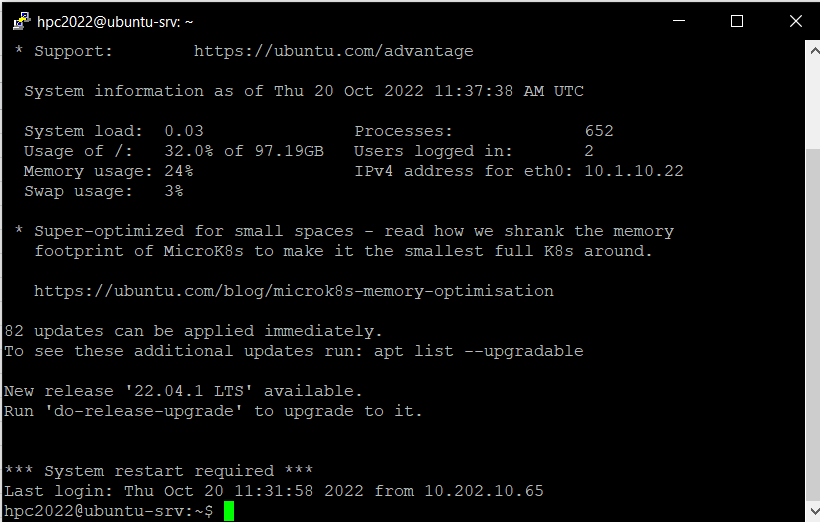 hpc2022@ubuntu-srv: ~
* Support:        https://ubuntu.com/advantage
System information as of Thu 20 Oct 2022 11:37:38 AM UTC
System load:  0.03                Processes:             652
Usage of /:   32.0% of 97.19GB   Users logged in:       2
Memory usage: 24%                IPv4 address for eth0: 10.1.10.22
Swap usage:   3%
* Super-optimized for small spaces - read how we shrank the memory
footprint of MicroK8s to make it the smallest full K8s around.
https://ubuntu.com/blog/microk8s-memory-optimisation
82 updates can be applied immediately.
To see these additional updates run: apt list --upgradable
New release '22.04.1 LTS' available.
Run 'do-release-upgrade' to upgrade to it.
*** System restart required ***
Last login: Thu Oct 20 11:31:58 2022 from 10.202.10.65
hpc2022@ubuntu-srv:~$